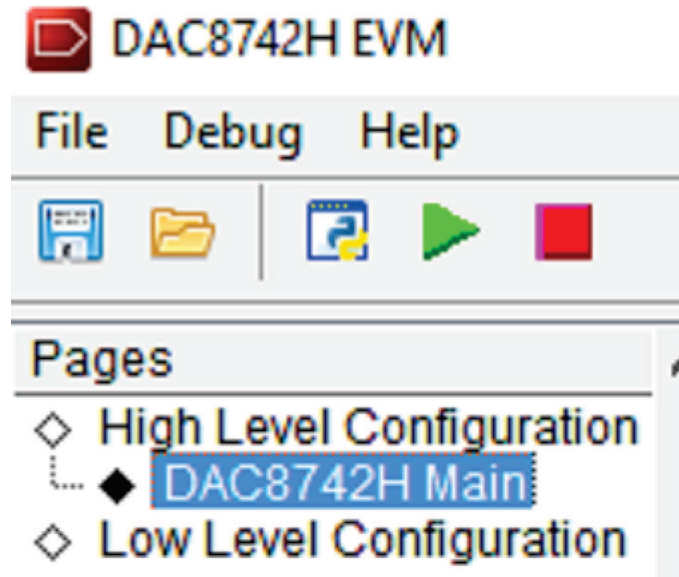 DAC8742H EVM
File Debug Help
Pages
High Level Configuration
DAC8742H Main
Low Level Configuration